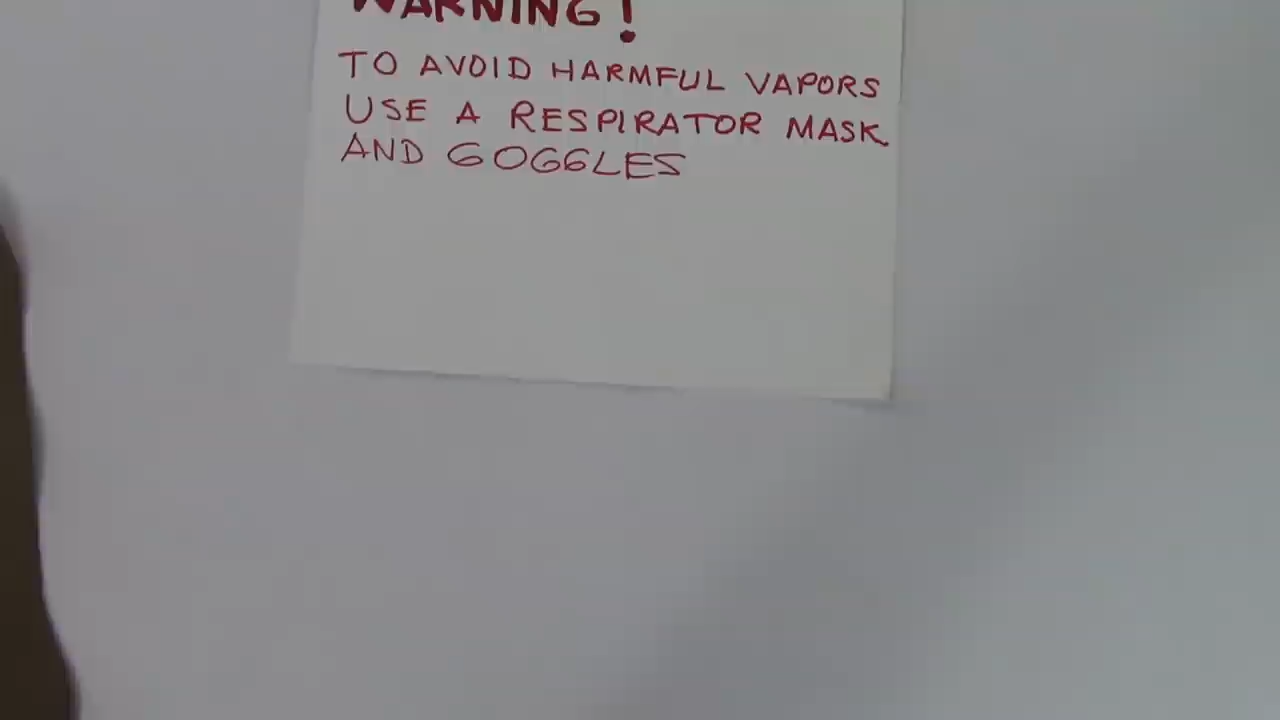 WARNING!
TO AVOID HARMFUL VAPORS
USE A RESPIRATOR MASK
AND GOGGLES